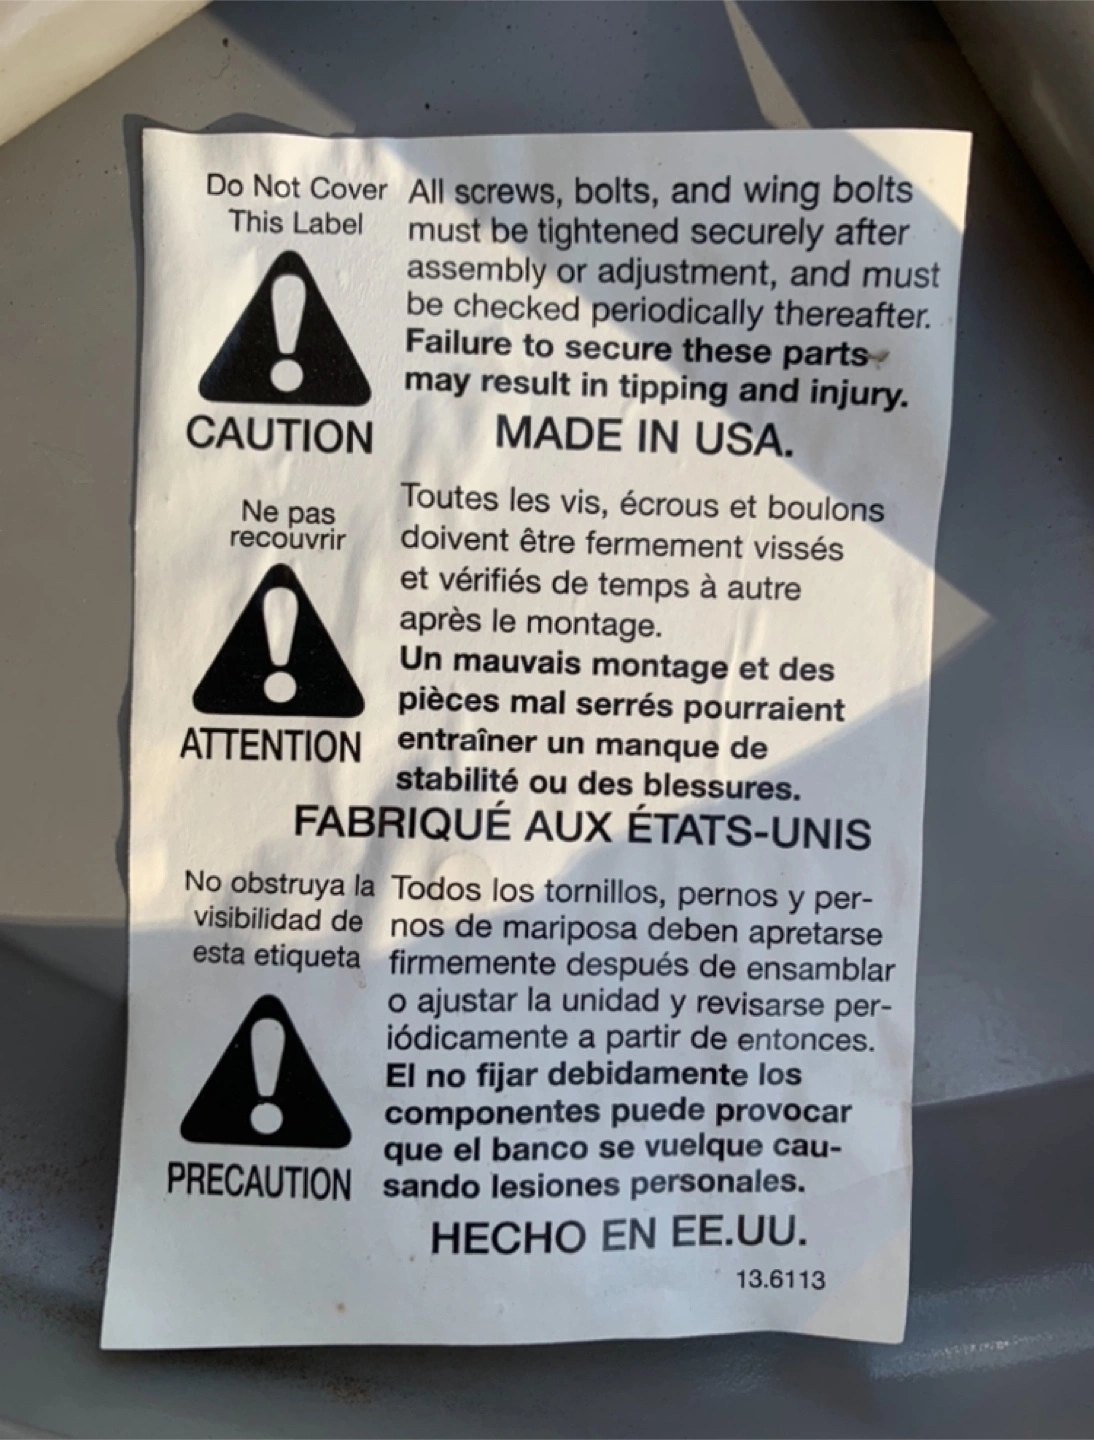 Do Not Cover
This Label
CAUTION
All screws, bolts, and wing bolts
must be tightened securely after
assembly or adjustment, and must
be checked periodically thereafter.
Failure to secure these parts
may result in tipping and injury.
MADE IN USA.
Ne pas
recouvrir
ATTENTION
Toutes les vis, écrous et boulons
doivent être fermement vissés
et vérifiés de temps à autre
après le montage.
Un mauvais montage et des
pièces mal serrés pourraient
entraîner un manque de
stabilité ou des blessures.
FABRIQUÉ AUX ÉTATS-UNIS
No obstruya la
visibilidad de
esta etiqueta
PRECAUTION
Todos los tornillos, pernos y per-
nos de mariposa deben apretarse
firmemente después de ensamblar
o ajustar la unidad y revisarse per-
iódicamente a partir de entonces.
El no fijar debidamente los
componentes puede provocar
que el banco se vuelque cau-
sando lesiones personales.
HECHO EN EE.UU.
13.6113